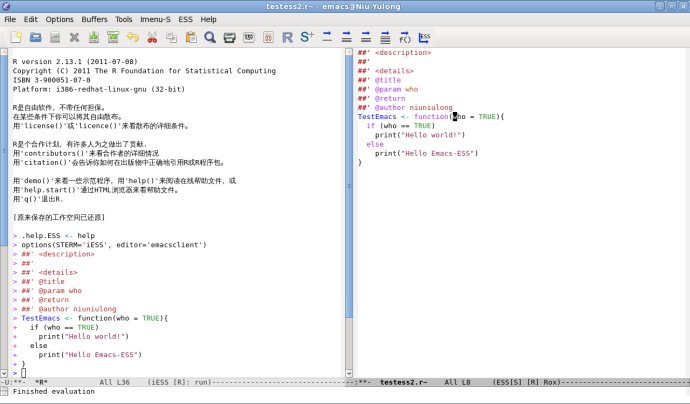 testess2.r~ - emacs@Niu-Yulong
File Edit Options Buffers Tools Imenu-S ESS Help
R S⁺ f() ESS
R version 2.13.1 (2011-07-08)
Copyright (C) 2011 The R Foundation for Statistical Computing
ISBN 3-900051-07-0
Platform: i386-redhat-linux-gnu (32-bit)
R是自由软件，不带任何担保。
在某些条件下你可以将其自由散布。
用'license()'或'licence()'来看散布的详细条件。
R是个合作计划，有许多人为之做出了贡献.
用'contributors()'来看合作者的详细情况
用'citation()'会告诉你如何在出版物中正确地引用R或R程序包。
用'demo()'来看一些示范程序，用'help()'来阅读在线帮助文件，或
用'help.start()'通过HTML浏览器来看帮助文件。
用'q()'退出R.
[原来保存的工作空间已还原]
> .help.ESS <- help
> options(STERM='iESS', editor='emacsclient')
> ##' <description>
> ##'
> ##' <details>
> ##' @title
> ##' @param who
> ##' @return
> ##' @author niuniulong
> TestEmacs <- function(who = TRUE){
+   if (who == TRUE)
+     print("Hello world!")
+   else
+     print("Hello Emacs-ESS")
+ }
>
-U:**- *R* All L36 (iESS [R]: run)
##' <description>
##'
##' <details>
##' @title
##' @param who
##' @return
##' @author niuniulong
TestEmacs <- function(who = TRUE){
  if (who == TRUE)
    print("Hello world!")
  else
    print("Hello Emacs-ESS")
}
-:**- testess2.r~ All L8 (ESS[S] [R] Rox)
Finished evaluation